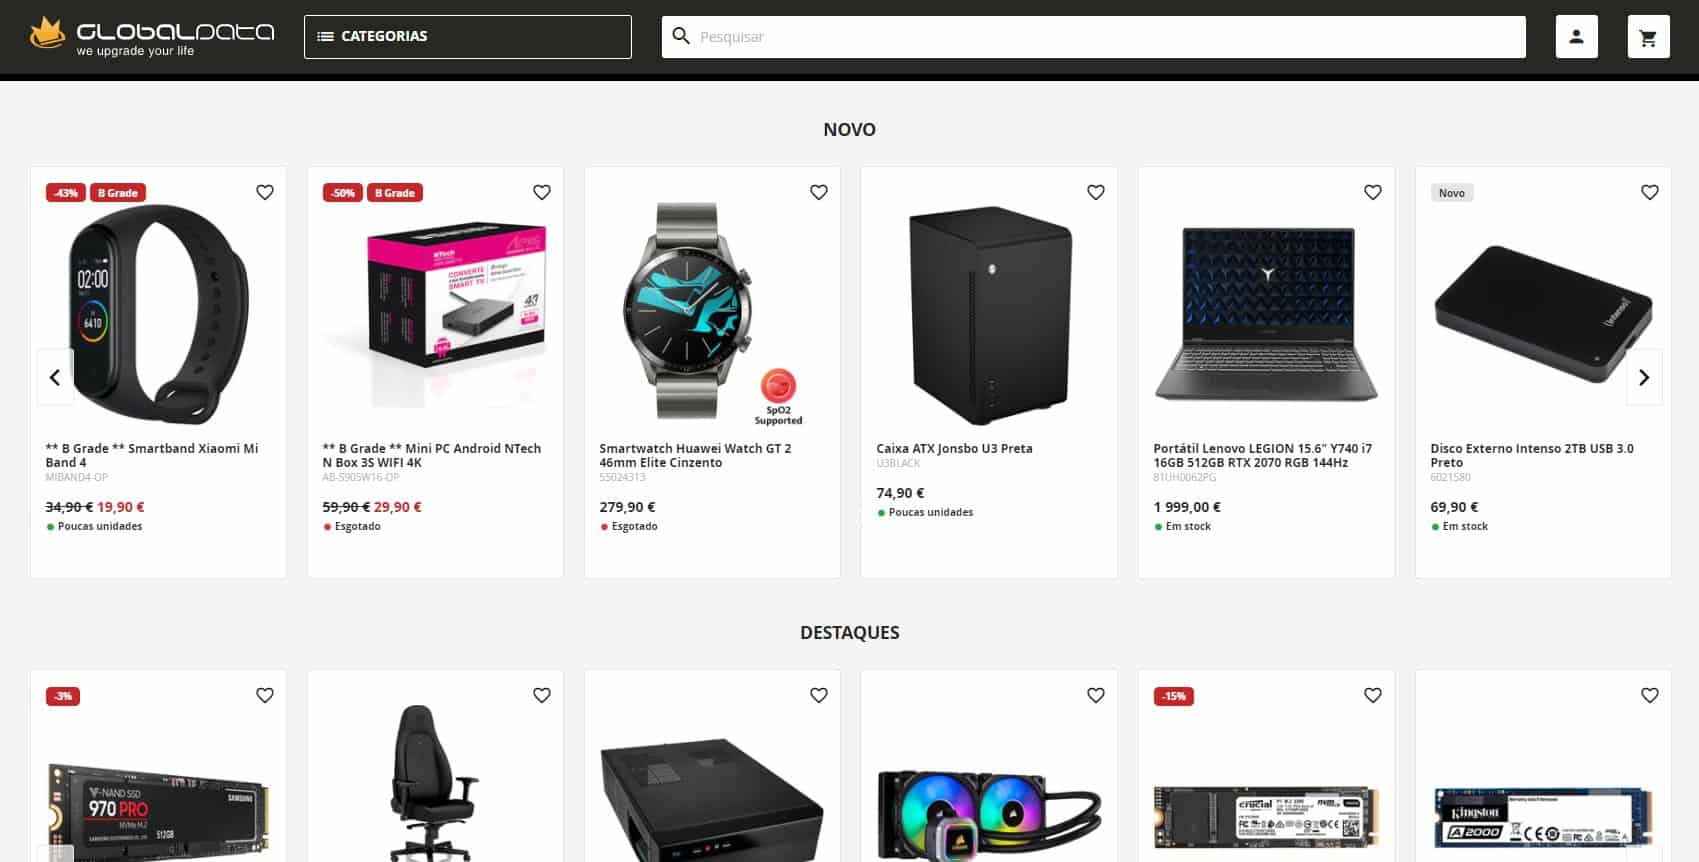 GLOBALDATA
we upgrade your life
CATEGORIAS
Pesquisar
NOVO
-43% B Grade
02:00
6410
** B Grade ** Smartband Xiaomi Mi
Band 4
MIBAND4-OP
34,90 € 19,90 €
Poucas unidades
-50% B Grade
NTech
CONVERTE
SMART TV
** B Grade ** Mini PC Android NTech
N Box 3S WIFI 4K
AB-S905W16-OP
59,90 € 29,90 €
Esgotado
SpO2
Supported
Smartwatch Huawei Watch GT 2
46mm Elite Cinzento
55024313
279,90 €
Esgotado
Caixa ATX Jonsbo U3 Preta
U3BLACK
74,90 €
Poucas unidades
Portátil Lenovo LEGION 15.6" Y740 i7
16GB 512GB RTX 2070 RGB 144Hz
81UH0062PG
1 999,00 €
Em stock
Novo
(intenso)
Disco Externo Intenso 2TB USB 3.0
Preto
6021580
69,90 €
Em stock
DESTAQUES
-3%
V-NAND SSD
970 PRO
NVMe M.2
SAMSUNG
512GB
-15%
crucial
Kingston
A2000